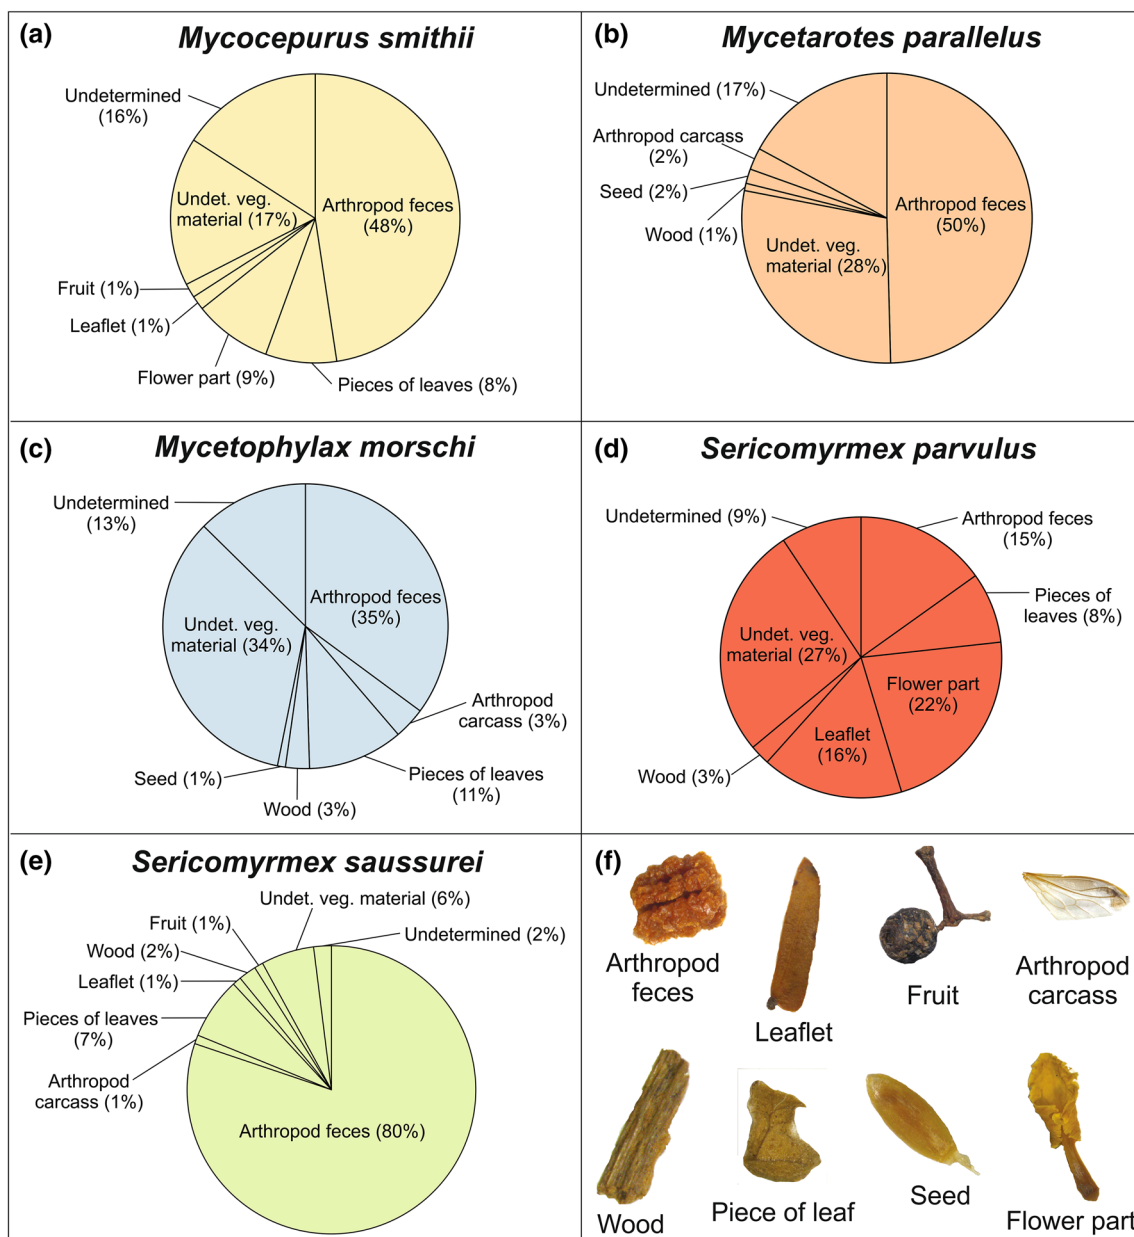 (a)
Mycocepurus smithii
Undetermined
(16%)
Undet. veg.
material (17%)
Arthropod feces
(48%)
Fruit (1%)
Leaflet (1%)
Flower part (9%)
Pieces of leaves (8%)
(b)
Mycetarotes parallelus
Undetermined (17%)
Arthropod carcass
(2%)
Seed (2%)
Wood (1%)
Arthropod feces
(50%)
Undet. veg.
material (28%)
(c)
Mycetophylax morschi
Undetermined
(13%)
Arthropod feces
(35%)
Undet. veg.
material (34%)
Arthropod
carcass (3%)
Seed (1%)
Wood (3%)
Pieces of leaves
(11%)
(d)
Sericomyrmex parvulus
Undetermined (9%)
Arthropod feces
(15%)
Pieces of
leaves (8%)
Undet. veg.
material (27%)
Flower part
(22%)
Leaflet
(16%)
Wood (3%)
(e)
Sericomyrmex saussurei
Undet. veg. material (6%)
Fruit (1%)
Undetermined (2%)
Wood (2%)
Leaflet (1%)
Pieces of leaves
(7%)
Arthropod
carcass (1%)
Arthropod feces (80%)
(f)
Arthropod
feces
Leaflet
Fruit
Arthropod
carcass
Wood
Piece of leaf
Seed
Flower part